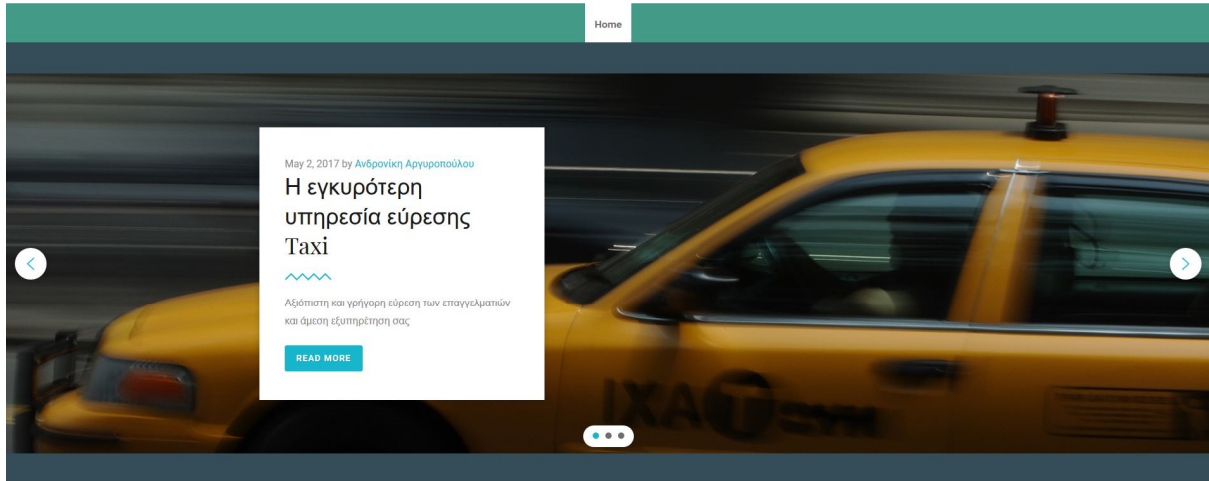 Home
May 2, 2017 by Ανδρονίκη Αργυροπούλου
Η εγκυρότερη
υπηρεσία εύρεσης
Taxi
Αξιόπιστη και γρήγορη εύρεση των επαγγελματιών
και άμεση εξυπηρέτηση σας
READ MORE